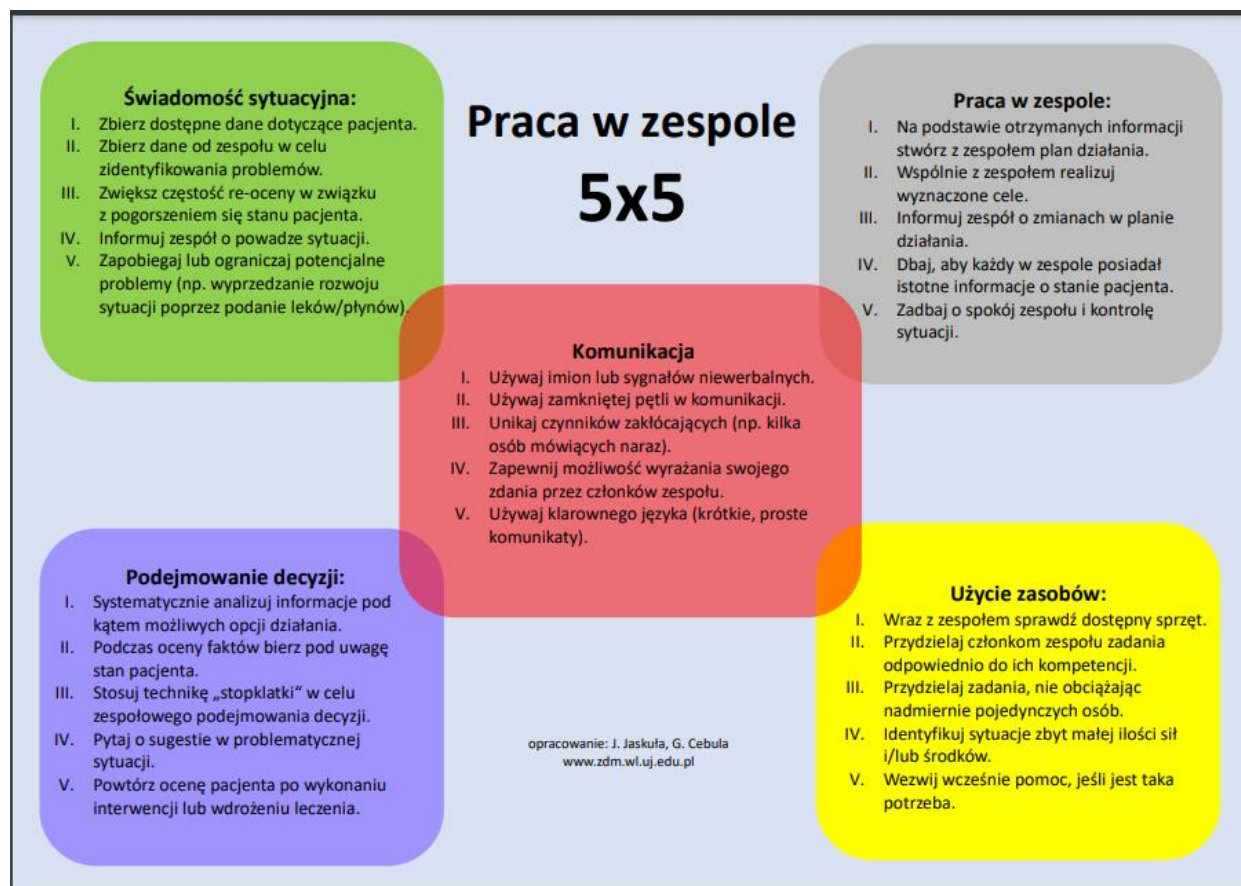 Świadomość sytuacyjna:
I. Zbierz dostępne dane dotyczące pacjenta.
II. Zbierz dane od zespołu w celu
zidentyfikowania problemów.
III. Zwiększ częstość re-oceny w związku
z pogorszeniem się stanu pacjenta.
IV. Informuj zespół o powadze sytuacji.
V. Zapobiegaj lub ograniczaj potencjalne
problemy (np. wyprzedzanie rozwoju
sytuacji poprzez podanie leków/płynów).
Praca w zespole
5x5
Praca w zespole:
I. Na podstawie otrzymanych informacji
stwórz z zespołem plan działania.
II. Wspólnie z zespołem realizuj
wyznaczone cele.
III. Informuj zespół o zmianach w planie
działania.
IV. Dbaj, aby każdy w zespole posiadał
istotne informacje o stanie pacjenta.
V. Zadbaj o spokój zespołu i kontrolę
sytuacji.
Komunikacja
I. Używaj imion lub sygnałów niewerbalnych.
II. Używaj zamkniętej pętli w komunikacji.
III. Unikaj czynników zakłócających (np. kilka
osób mówiących naraz).
IV. Zapewnij możliwość wyrażania swojego
zdania przez członków zespołu.
V. Używaj klarownego języka (krótkie, proste
komunikaty).
Podejmowanie decyzji:
I. Systematycznie analizuj informacje pod
kątem możliwych opcji działania.
II. Podczas oceny faktów bierz pod uwagę
stan pacjenta.
III. Stosuj technikę „stopklatki“ w celu
zespołowego podejmowania decyzji.
IV. Pytaj o sugestie w problematycznej
sytuacji.
V. Powtórz ocenę pacjenta po wykonaniu
interwencji lub wdrożeniu leczenia.
opracowanie: J. Jaskuła, G. Cebula
www.zdm.wl.uj.edu.pl
Użycie zasobów:
I. Wraz z zespołem sprawdź dostępny sprzęt.
II. Przydzielaj członkom zespołu zadania
odpowiednio do ich kompetencji.
III. Przydzielaj zadania, nie obciążając
nadmiernie pojedynczych osób.
IV. Identyfikuj sytuacje zbyt małej ilości sił
i/lub środków.
V. Wezwij wcześnie pomoc, jeśli jest taka
potrzeba.